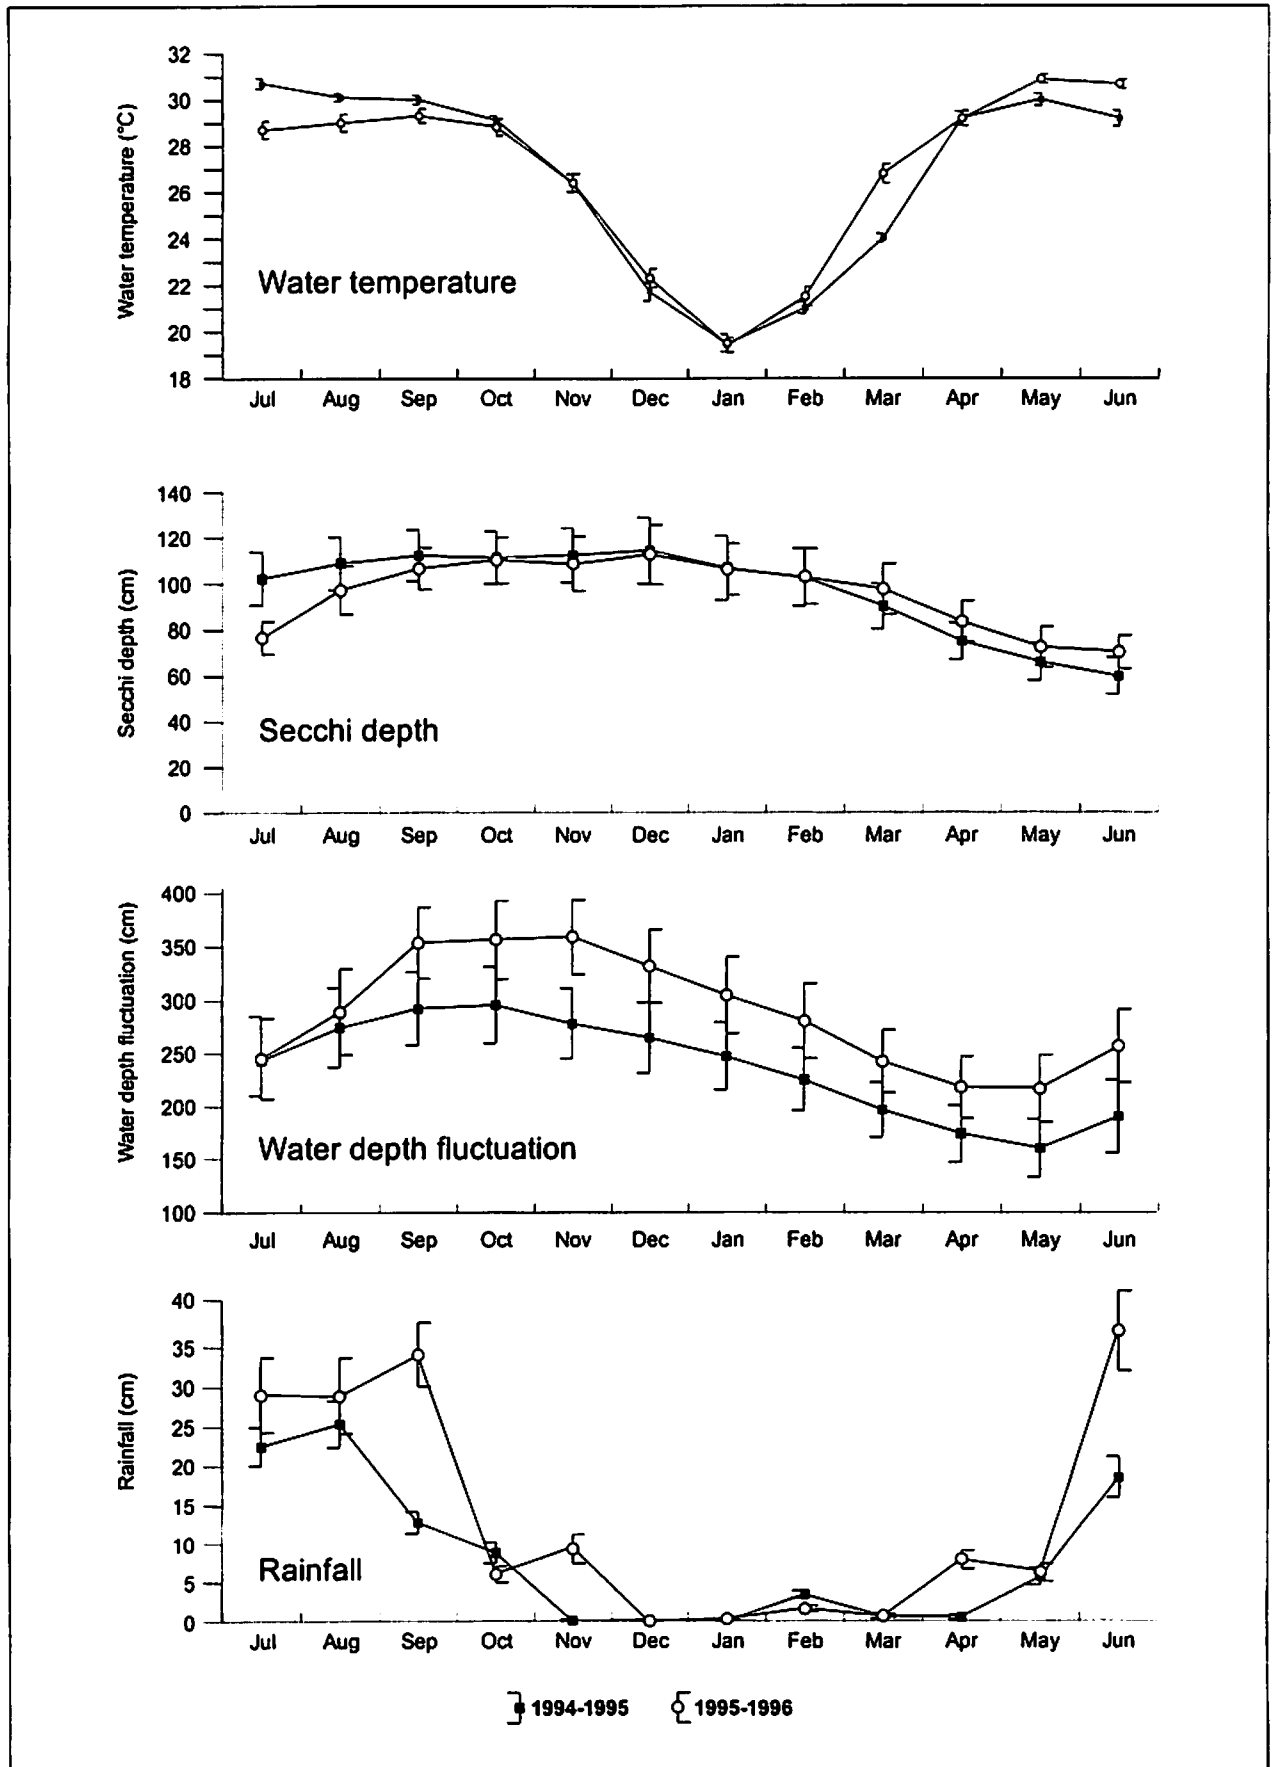 32
30
28
26
24
22
20
18
Water temperature (°C)
Water temperature
Jul Aug Sep Oct Nov Dec Jan Feb Mar Apr May Jun
140
120
100
80
60
40
20
0
Secchi depth (cm)
Secchi depth
Jul Aug Sep Oct Nov Dec Jan Feb Mar Apr May Jun
400
350
300
250
200
150
100
Water depth fluctuation (cm)
Water depth fluctuation
Jul Aug Sep Oct Nov Dec Jan Feb Mar Apr May Jun
40
35
30
25
20
15
10
5
0
Rainfall (cm)
Rainfall
Jul Aug Sep Oct Nov Dec Jan Feb Mar Apr May Jun
1994-1995 1995-1996